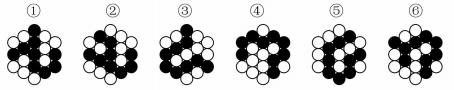 ① ② ③ ④ ⑤ ⑥